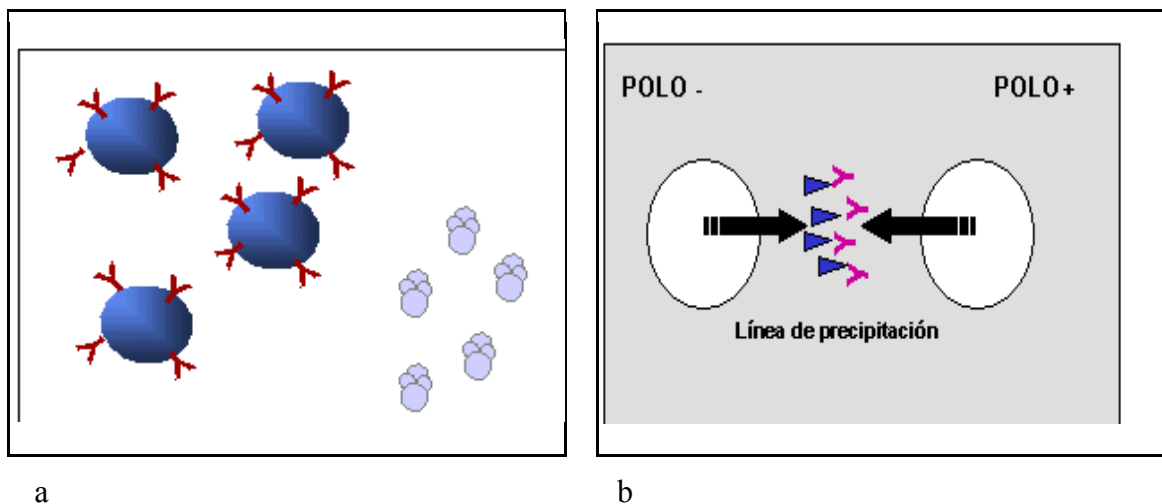 POLO -
POLO +
Línea de precipitación
a
b